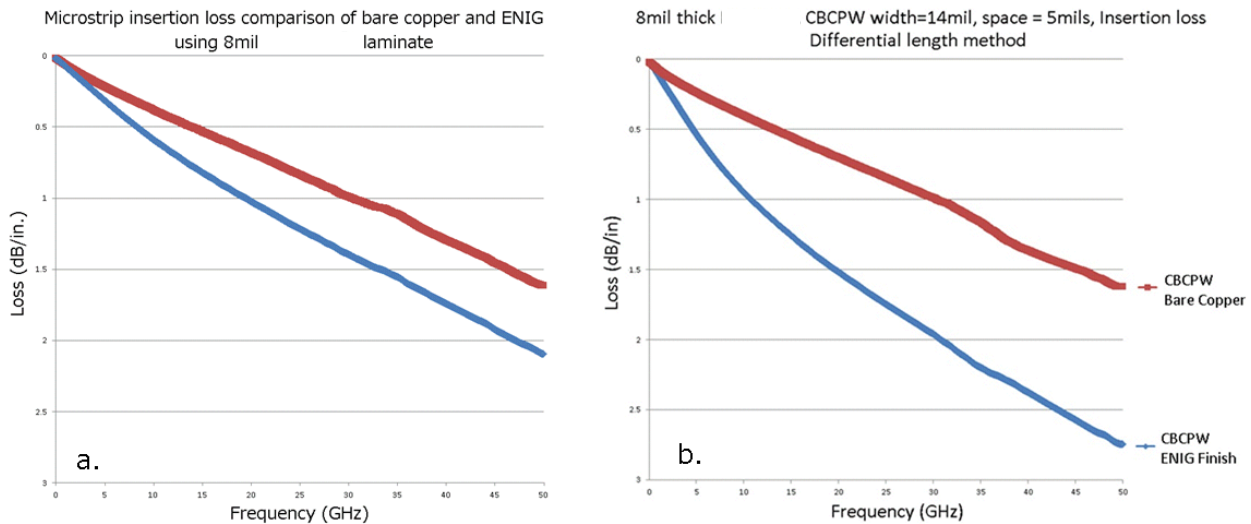 Microstrip insertion loss comparison of bare copper and ENIG
using 8mil laminate
0
0.5
1
1.5
2
2.5
3
Loss (dB/in.)
a.
0 5 10 15 20 25 30 35 40 45 50
Frequency (GHz)
8mil thick CBCPW width=14mil, space = 5mils, Insertion loss
Differential length method
0
0.5
1
1.5
2
2.5
3
Loss (dB/in)
CBCPW
Bare Copper
CBCPW
ENIG Finish
b.
0 5 10 15 20 25 30 35 40 45 50
Frequency (GHz)